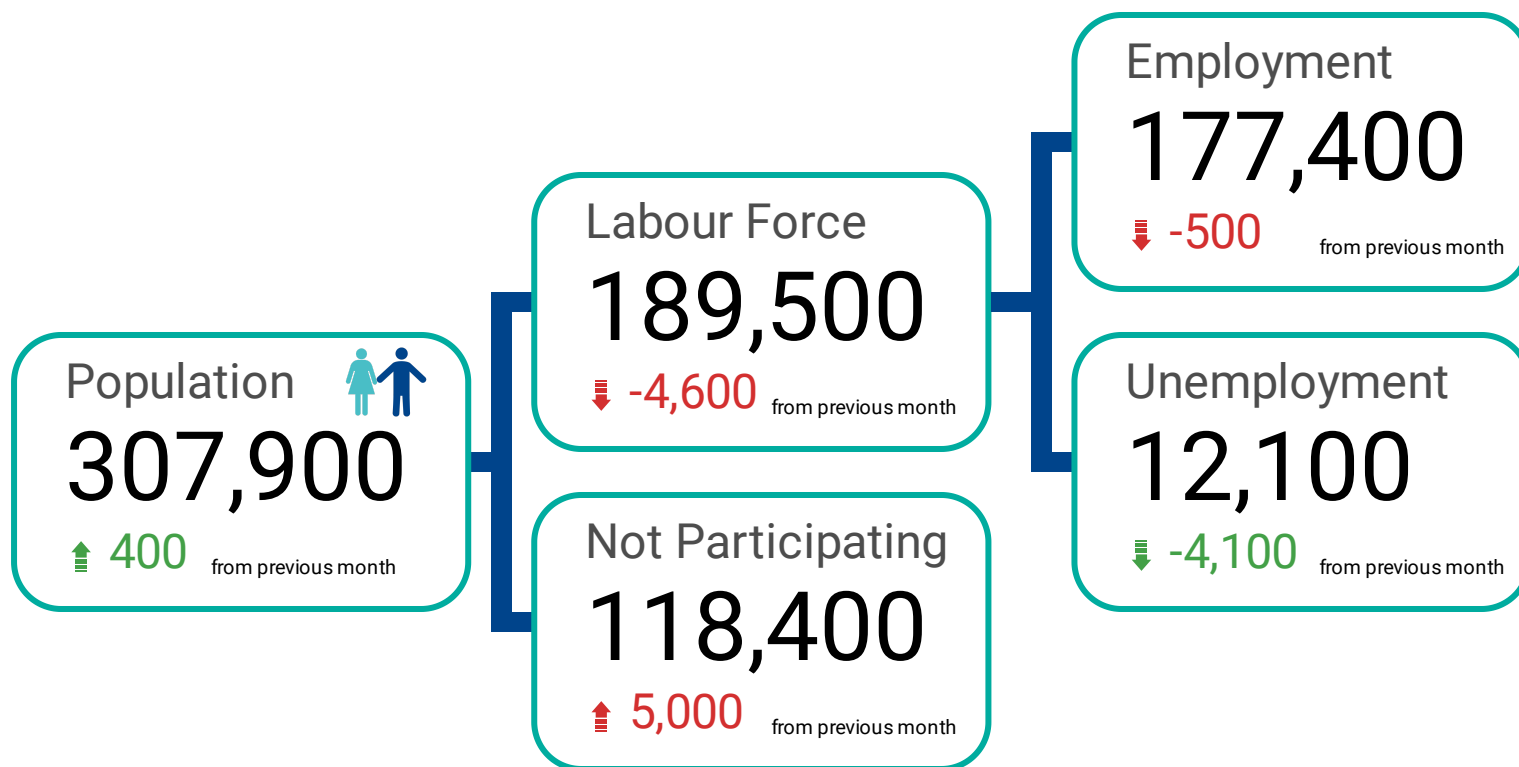 Population
307,900
400 from previous month
Labour Force
189,500
-4,600 from previous month
Not Participating
118,400
5,000 from previous month
Employment
177,400
-500 from previous month
Unemployment
12,100
-4,100 from previous month